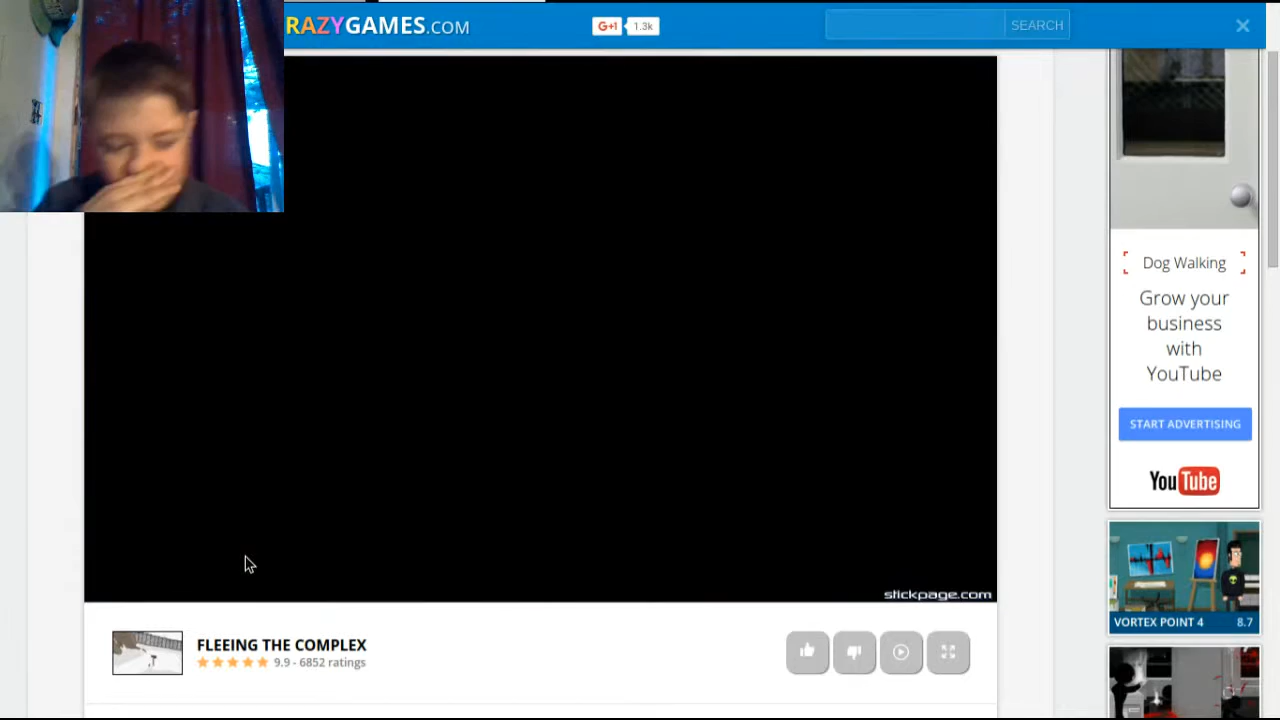 RAZYGAMES.COM
G+1 1.3k
SEARCH
Dog Walking
Grow your
business
with
YouTube
START ADVERTISING
YouTube
stickpage.com
FLEEING THE COMPLEX
9.9 - 6852 ratings
VORTEX POINT 4 8.7